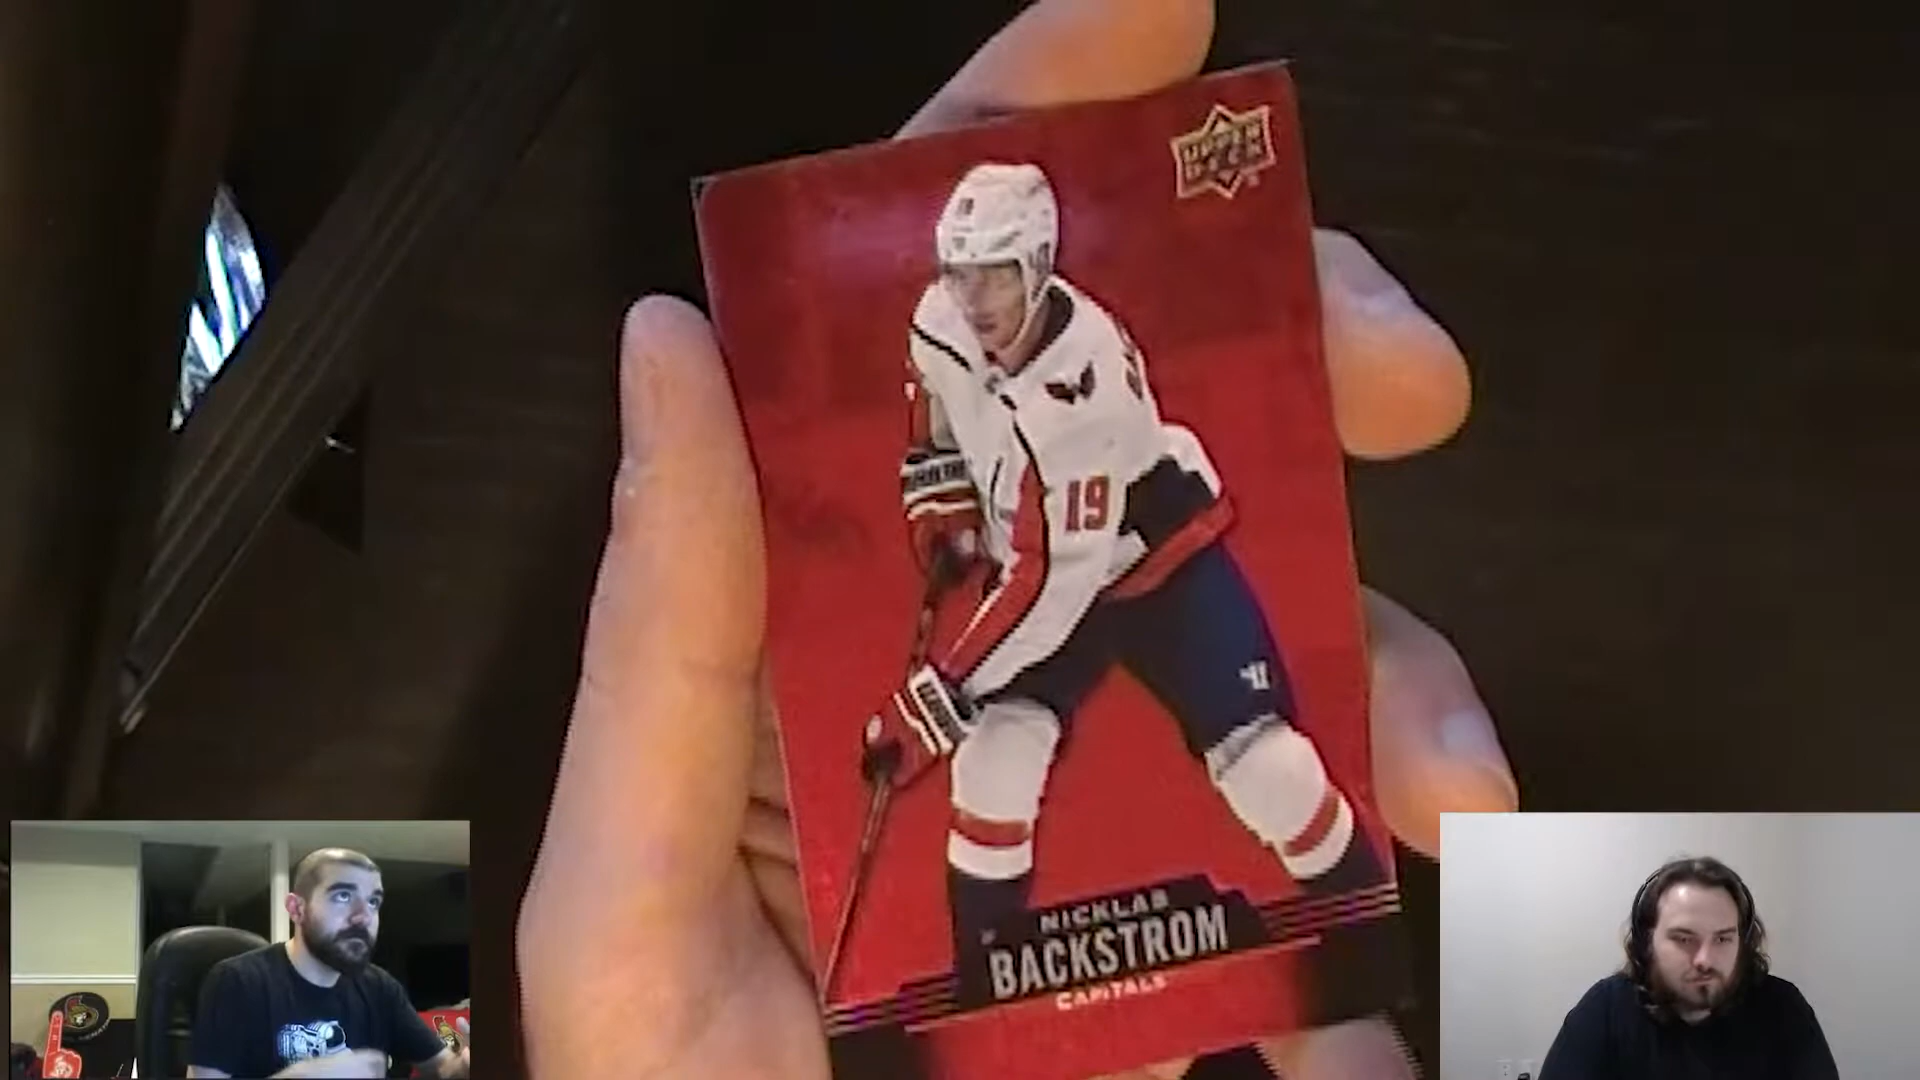 UPPER
DECK
19
NICKLAS
BACKSTROM
CAPITALS